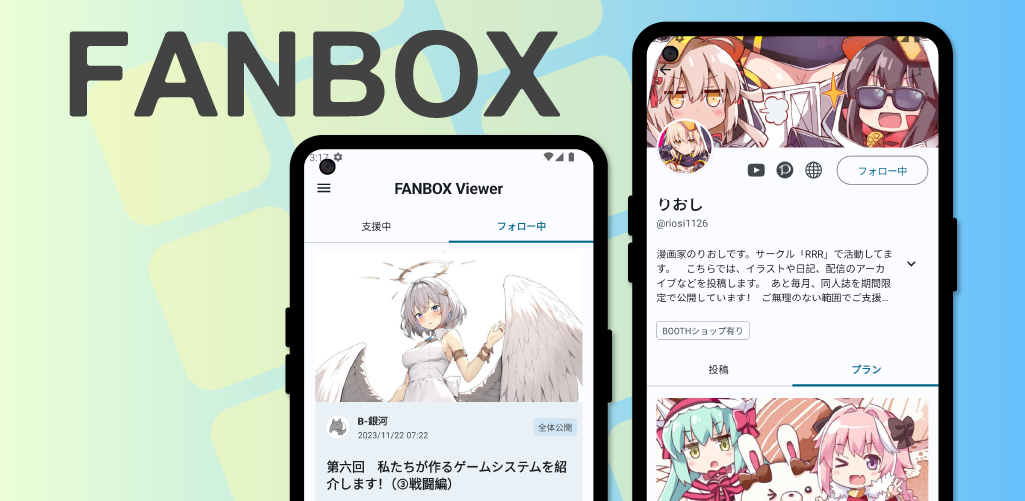 FANBOX
3:17
FANBOX Viewer
支援中
フォロー中
B-銀河
2023/11/22 07:22
全体公開
第六回　私たちが作るゲームシステムを紹
介します！（③戦闘編）
フォロー中
りおし
@riosi1126
漫画家のりおしです。サークル「RRR」で活動してま
す。　こちらでは、イラストや日記、配信のアーカ
イブなどを投稿します。　あと毎月、同人誌を期間限
定で公開しています！　ご無理のない範囲でご支援...
BOOTHショップ有り
投稿
プラン